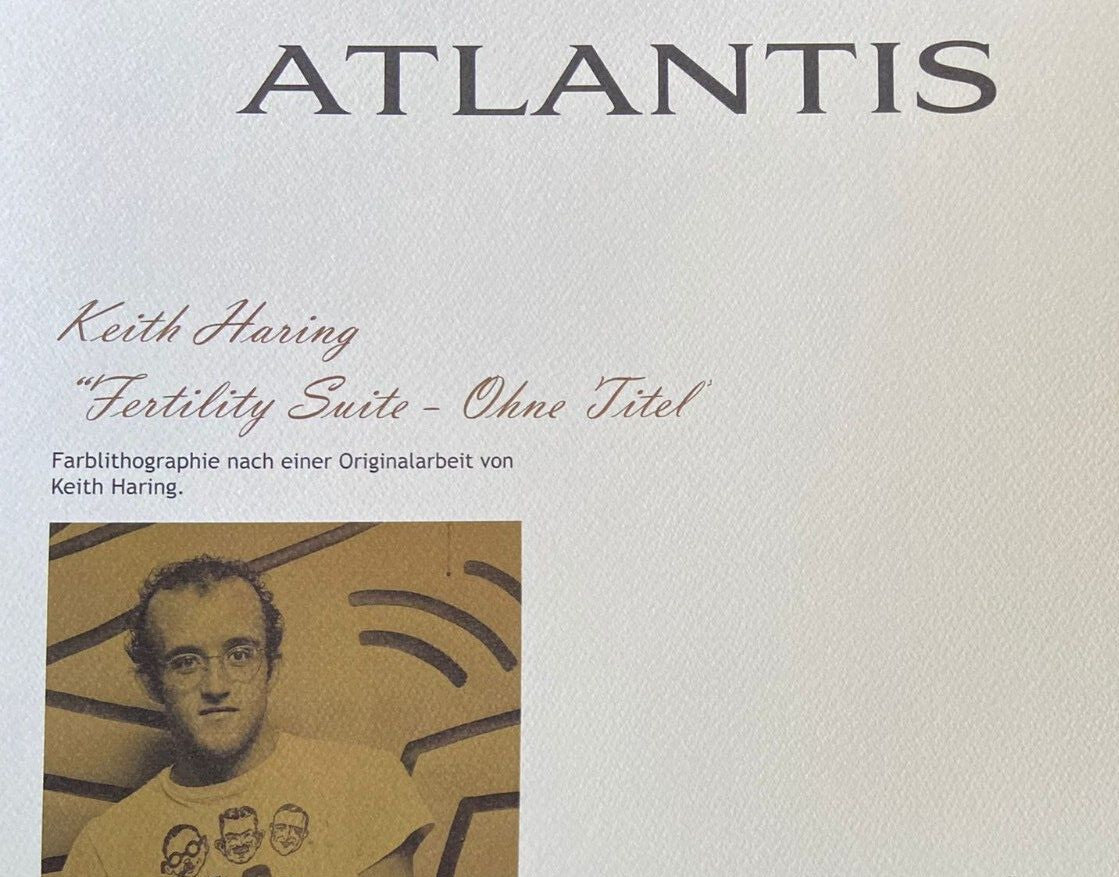 ATLANTIS
Keith Haring
"Fertility Suite - Ohne Titel'
Farblithographie nach einer Originalarbeit von
Keith Haring.